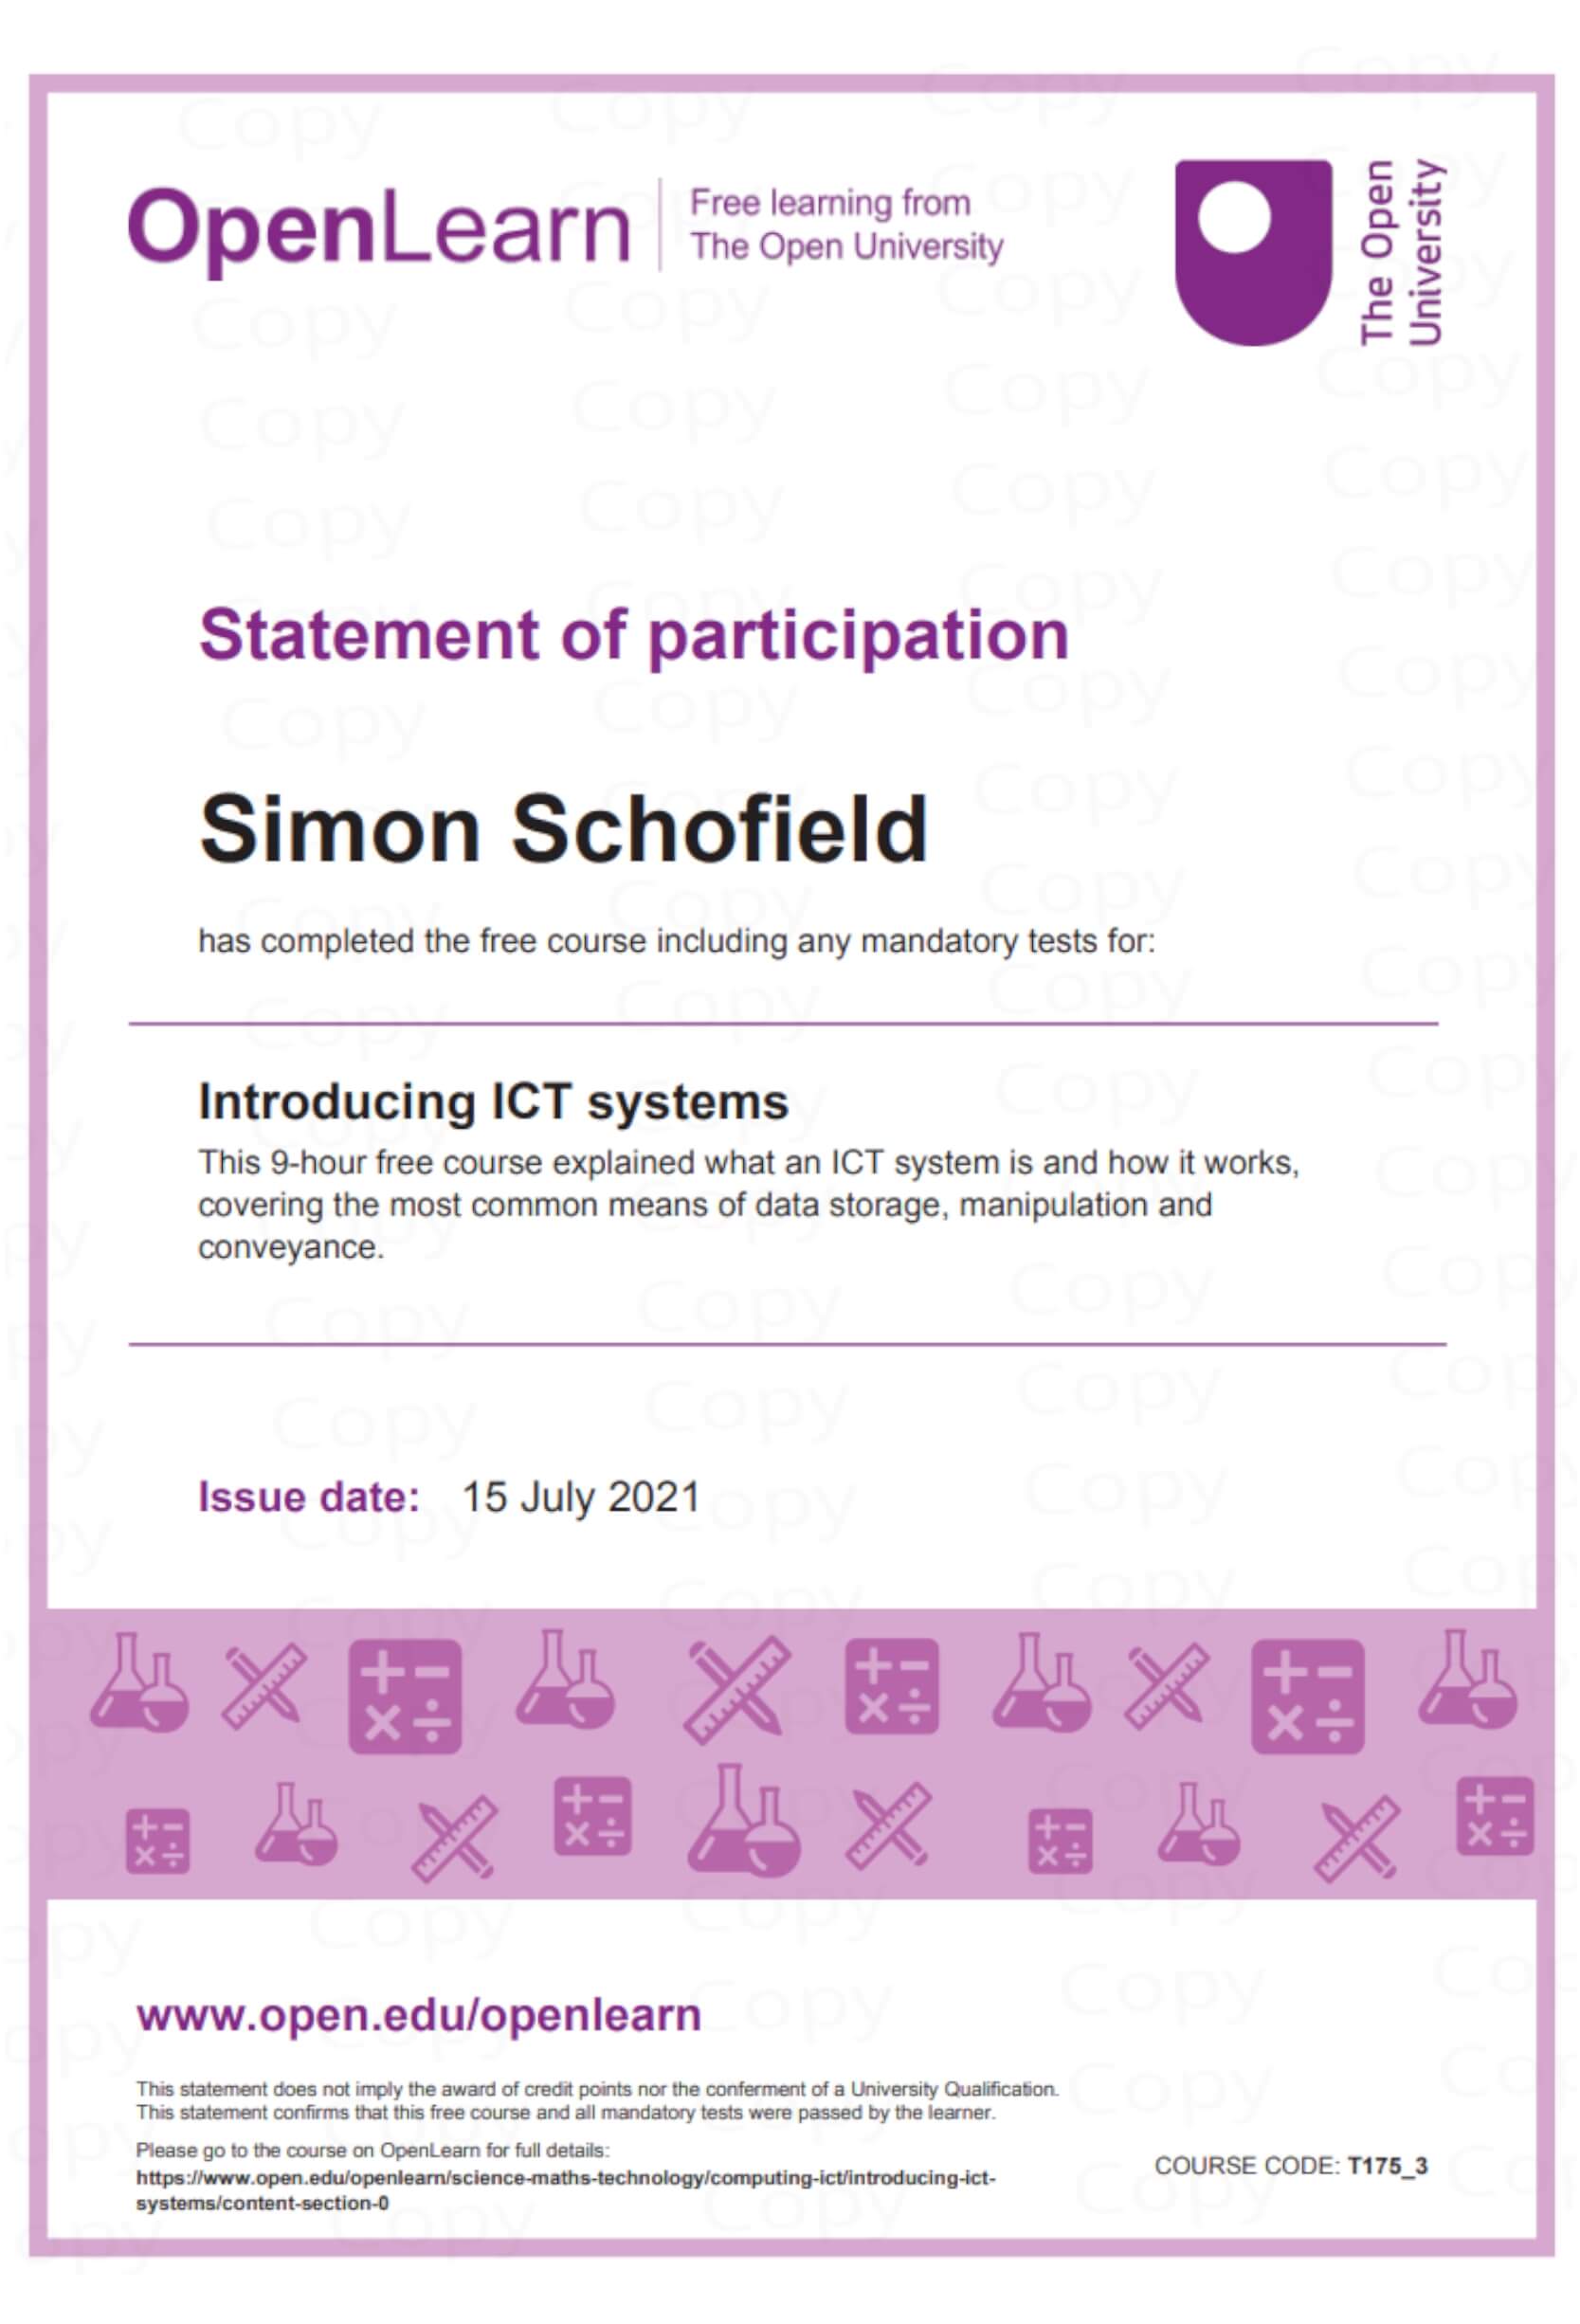 OpenLearn
Free learning from
The Open University
The Open
University
Statement of participation
Simon Schofield
has completed the free course including any mandatory tests for:
Introducing ICT systems
This 9-hour free course explained what an ICT system is and how it works,
covering the most common means of data storage, manipulation and
conveyance.
Issue date: 15 July 2021
www.open.edu/openlearn
This statement does not imply the award of credit points nor the conferment of a University Qualification.
This statement confirms that this free course and all mandatory tests were passed by the learner.
Please go to the course on OpenLearn for full details:
https://www.open.edu/openlearn/science-maths-technology/computing-ict/introducing-ict-
systems/content-section-0
COURSE CODE: T175_3
Copy